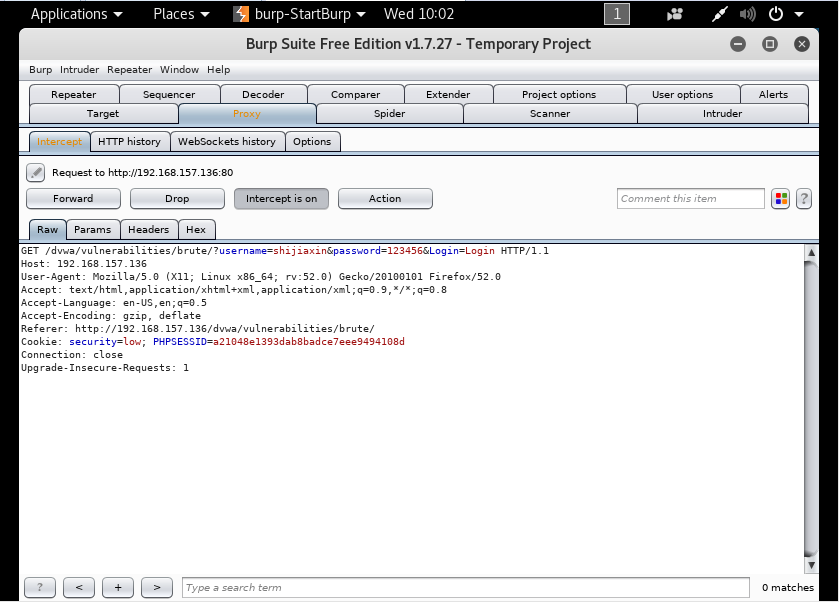 Applications Places burp-StartBurp Wed 10:02 1
Burp Suite Free Edition v1.7.27 - Temporary Project
Burp Intruder Repeater Window Help
Repeater Sequencer Decoder Comparer Extender Project options User options Alerts
Target Proxy Spider Scanner Intruder
Intercept HTTP history WebSockets history Options
Request to http://192.168.157.136:80
Forward Drop Intercept is on Action Comment this item ?
Raw Params Headers Hex
GET /dvwa/vulnerabilities/brute/?username=shijiaxin&password=123456&Login=Login HTTP/1.1
Host: 192.168.157.136
User-Agent: Mozilla/5.0 (X11; Linux x86_64; rv:52.0) Gecko/20100101 Firefox/52.0
Accept: text/html,application/xhtml+xml,application/xml;q=0.9,*/*;q=0.8
Accept-Language: en-US,en;q=0.5
Accept-Encoding: gzip, deflate
Referer: http://192.168.157.136/dvwa/vulnerabilities/brute/
Cookie: security=low; PHPSESSID=a21048e1393dab8badce7eee9494108d
Connection: close
Upgrade-Insecure-Requests: 1
? < + > Type a search term 0 matches